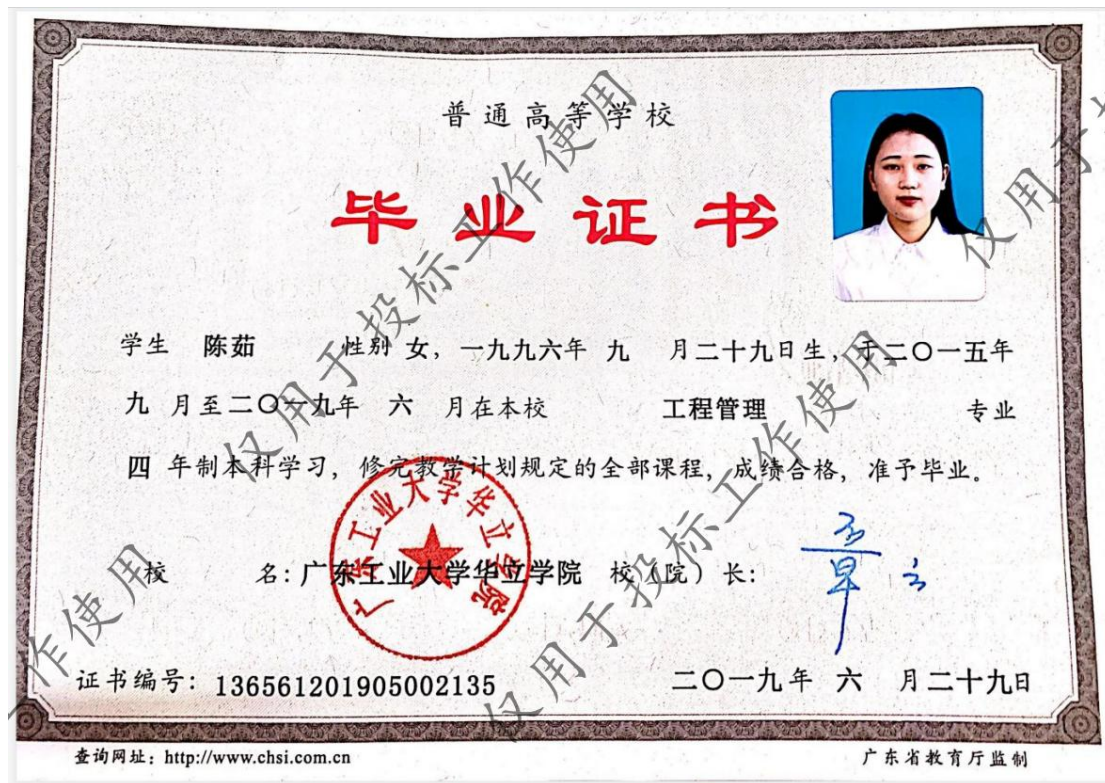 普通高等学校
毕业证书
学生 陈茹 性别 女，一九九六年 九 月二十九日生，于二〇一五年
九 月至二〇一九年 六 月在本校 工程管理 专业
四 年制本科学习，修完教学计划规定的全部课程，成绩合格，准予毕业。
广东工业大学华立学院
校 名：广东工业大学华立学院 校（院）长：
证书编号：136561201905002135 二〇一九年 六 月二十九日
查询网址：http://www.chsi.com.cn 广东省教育厅监制
仅用于投标工作使用
仅用于投标工作使用
仅用于投
作使用